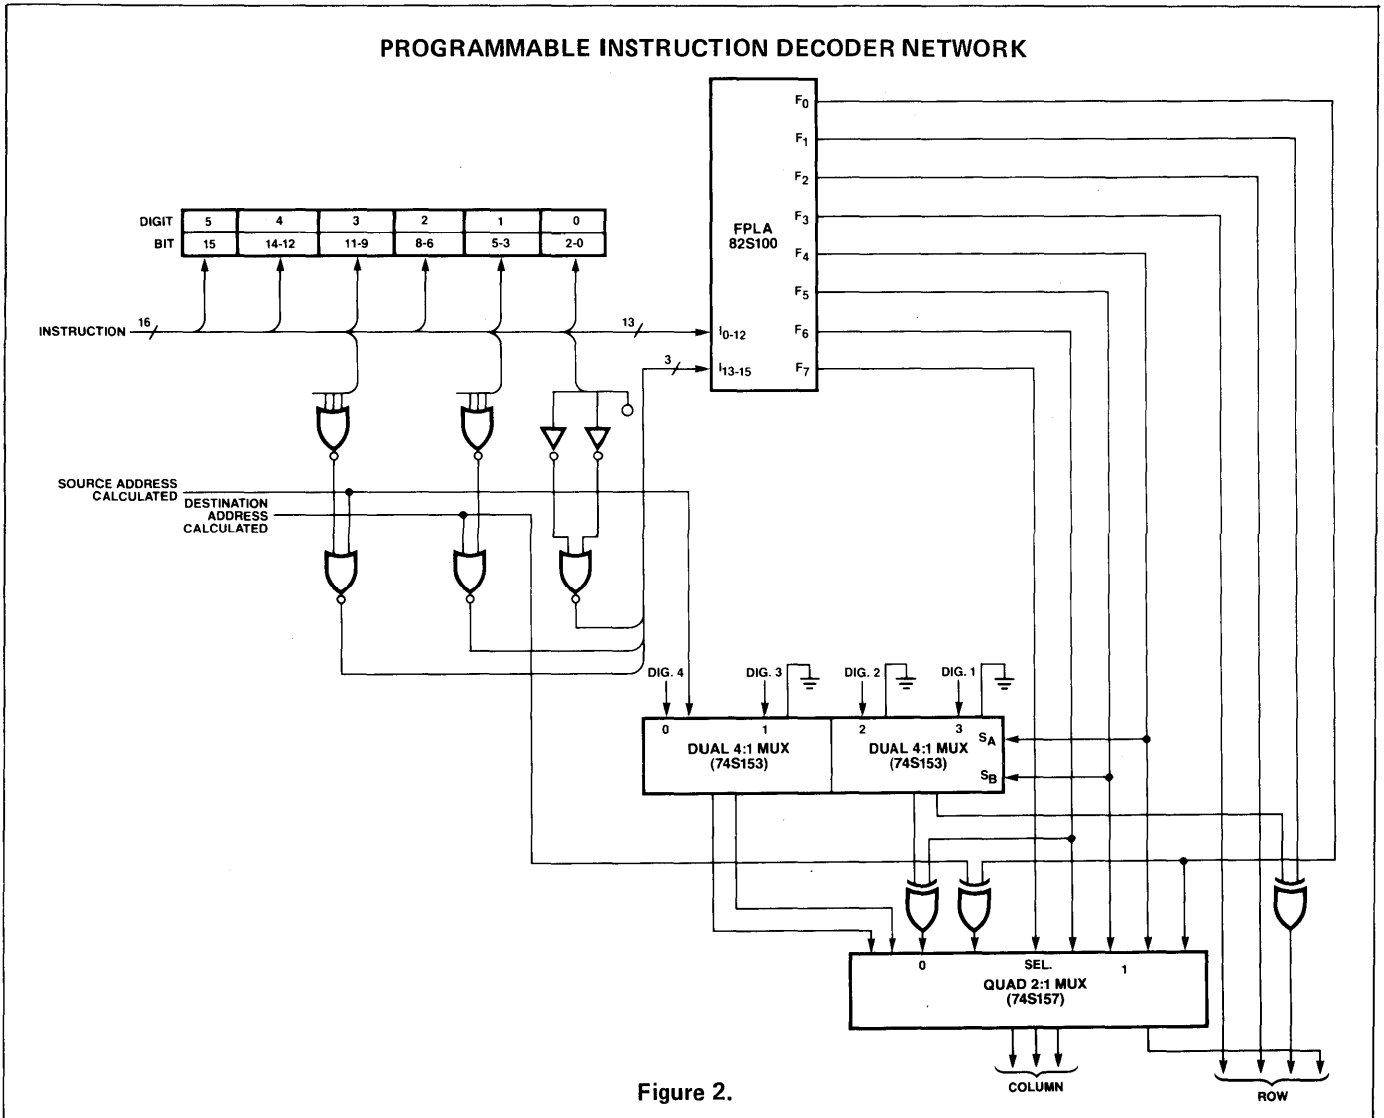 PROGRAMMABLE INSTRUCTION DECODER NETWORK
F0
F1
F2
F3
FPLA
82S100
F4
F5
F6
F7
I0-12
I13-15
DIGIT 5 4 3 2 1 0
BIT 15 14-12 11-9 8-6 5-3 2-0
INSTRUCTION 16 13
3
SOURCE ADDRESS
CALCULATED
DESTINATION
ADDRESS
CALCULATED
DIG. 4 DIG. 3 DIG. 2 DIG. 1
0 1 2 3
DUAL 4:1 MUX
(74S153)
DUAL 4:1 MUX
(74S153)
SA
SB
0 SEL. 1
QUAD 2:1 MUX
(74S157)
COLUMN
ROW
Figure 2.